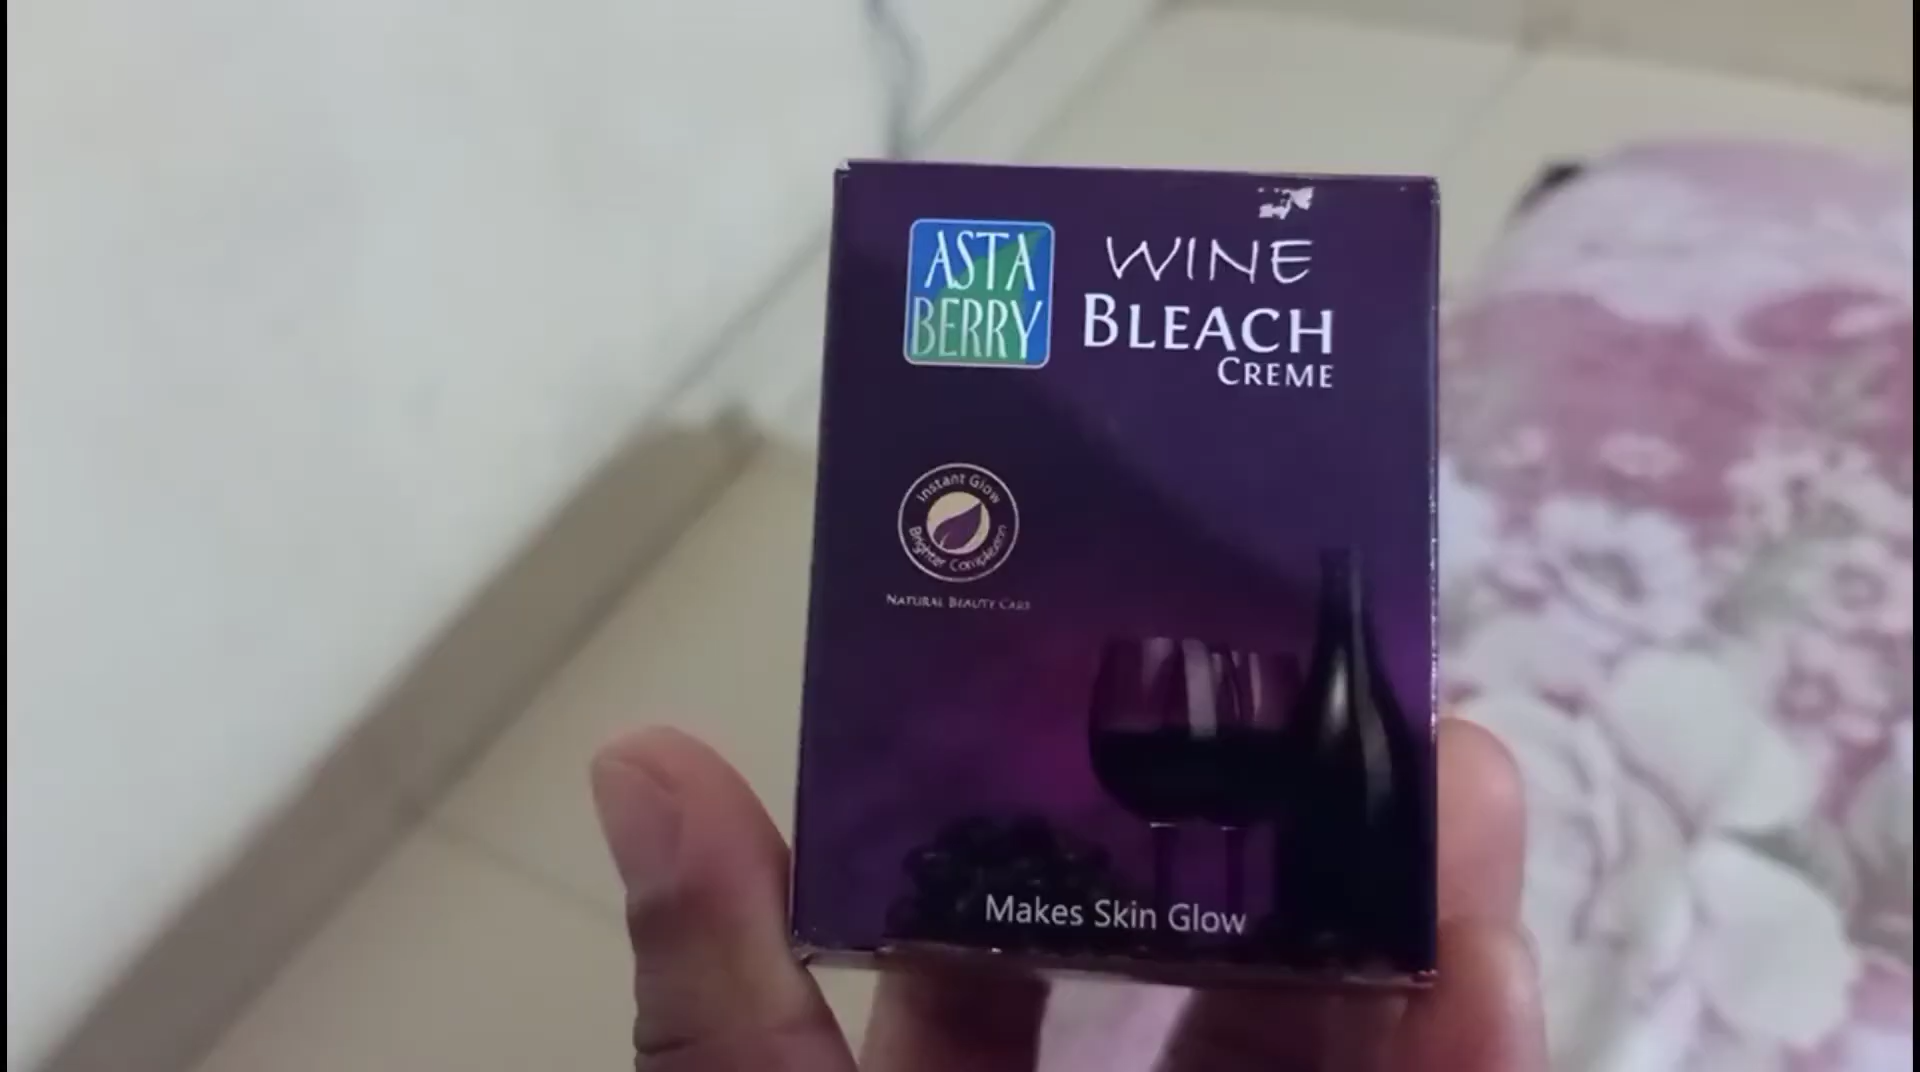 ASTA
BERRY
WINE
BLEACH
CREME
Instant Glow
Brighter Complexion
NATURAL BEAUTY CARE
Makes Skin Glow